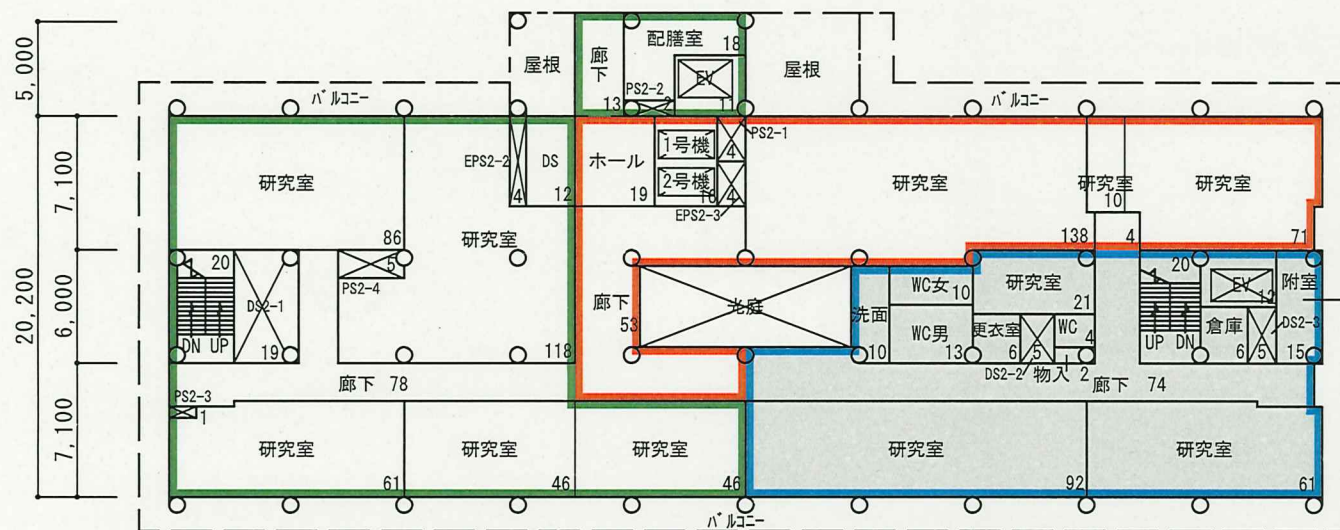 5,000
20,200
7,100
6,000
7,100
屋根
廊下
13
配膳室
18
PS2-2
2
EV
11
屋根
バルコニー
バルコニー
研究室
86
研究室
118
EPS2-2
4
DS
12
ホール
19
1号機
2号機
16
PS2-1
4
4
EPS2-3
研究室
138
研究室
10
4
研究室
71
20
DN UP
DS2-1
19
5
PS2-4
廊下
53
光庭
洗面
10
WC女
10
WC男
13
研究室
21
更衣室
6
5
DS2-2
WC
4
物入 2
20
UP DN
EV
12
倉庫
6
5
DS2-3
附室
15
廊下 78
廊下 74
PS2-3
1
研究室
61
研究室
46
研究室
46
研究室
92
研究室
61
バルコニー